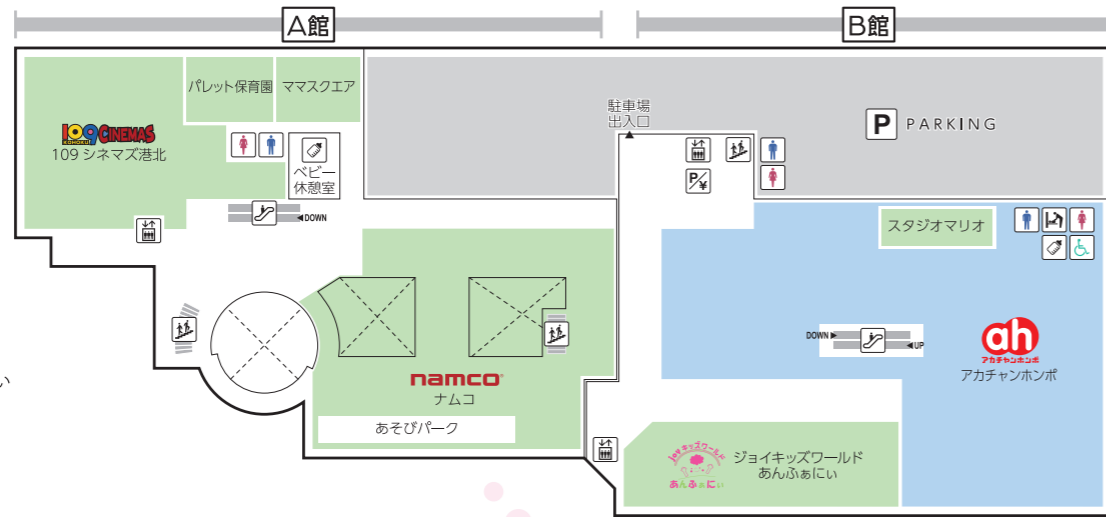 A館
B館
パレット保育園
ママスクエア
109 CINEMAS
KOHOKU
109 シネマズ港北
ベビー
休憩室
DOWN
駐車場
出入口
P PARKING
P/¥
スタジオマリオ
namco
ナムコ
あそびパーク
DOWN
UP
ah
アカチャンホンポ
アカチャンホンポ
joyキッズワールド
あんふぁにぃ
ジョイキッズワールド
あんふぁにぃ
い